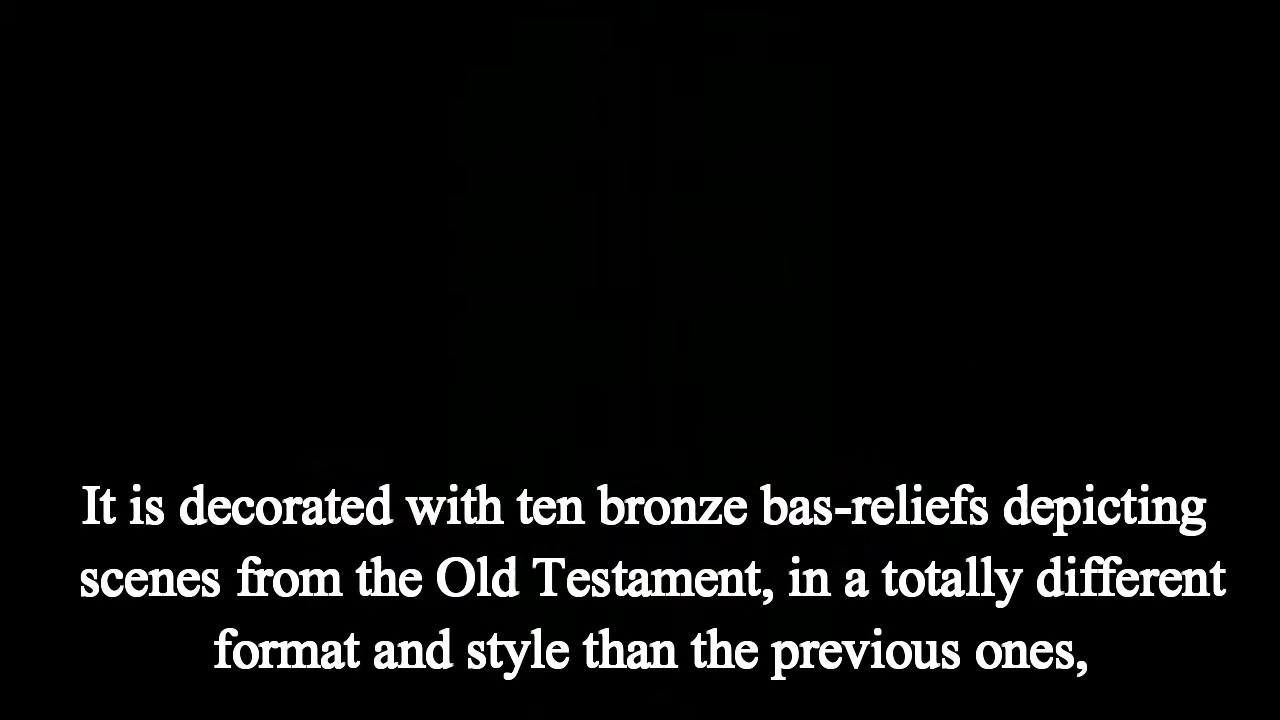 It is decorated with ten bronze bas-reliefs depicting
scenes from the Old Testament, in a totally different
format and style than the previous ones,